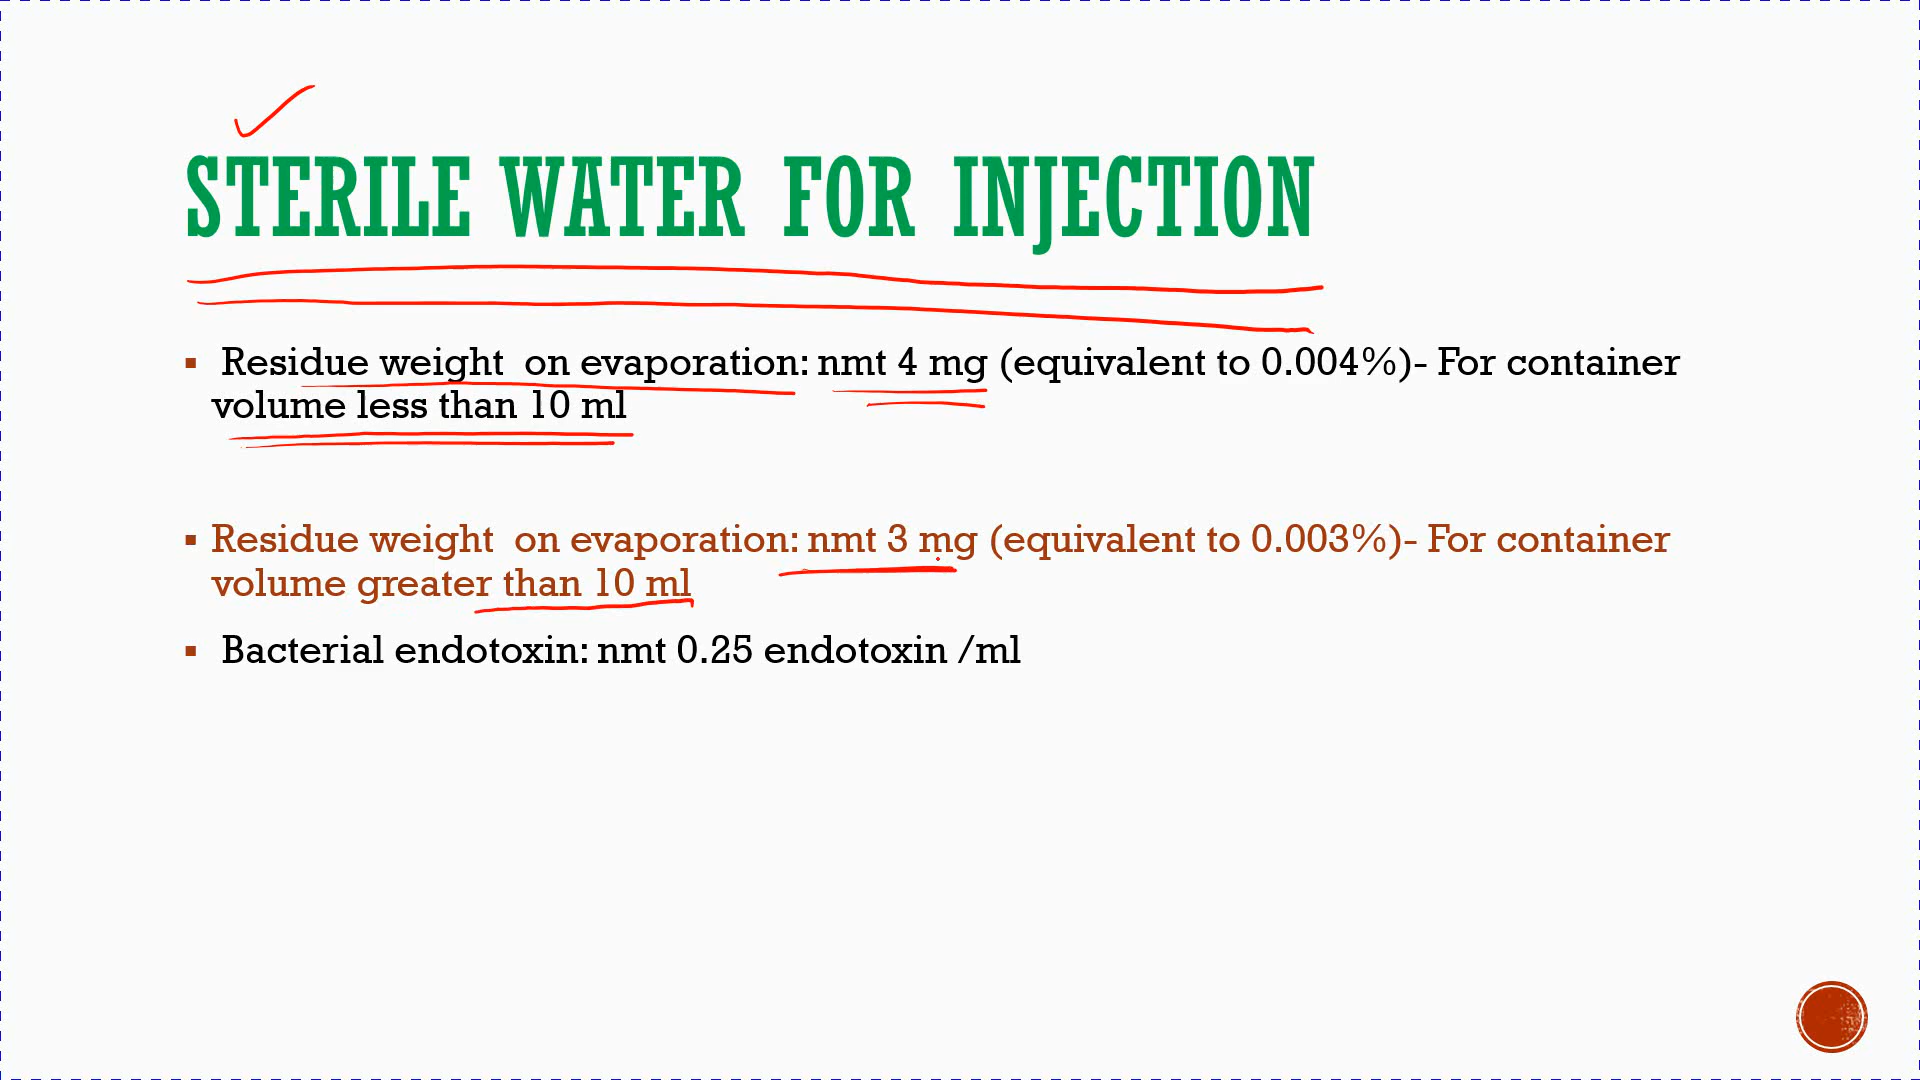 STERILE WATER FOR INJECTION
▪ Residue weight on evaporation: nmt 4 mg (equivalent to 0.004%)- For container
volume less than 10 ml
▪ Residue weight on evaporation: nmt 3 mg (equivalent to 0.003%)- For container
volume greater than 10 ml
▪ Bacterial endotoxin: nmt 0.25 endotoxin /ml